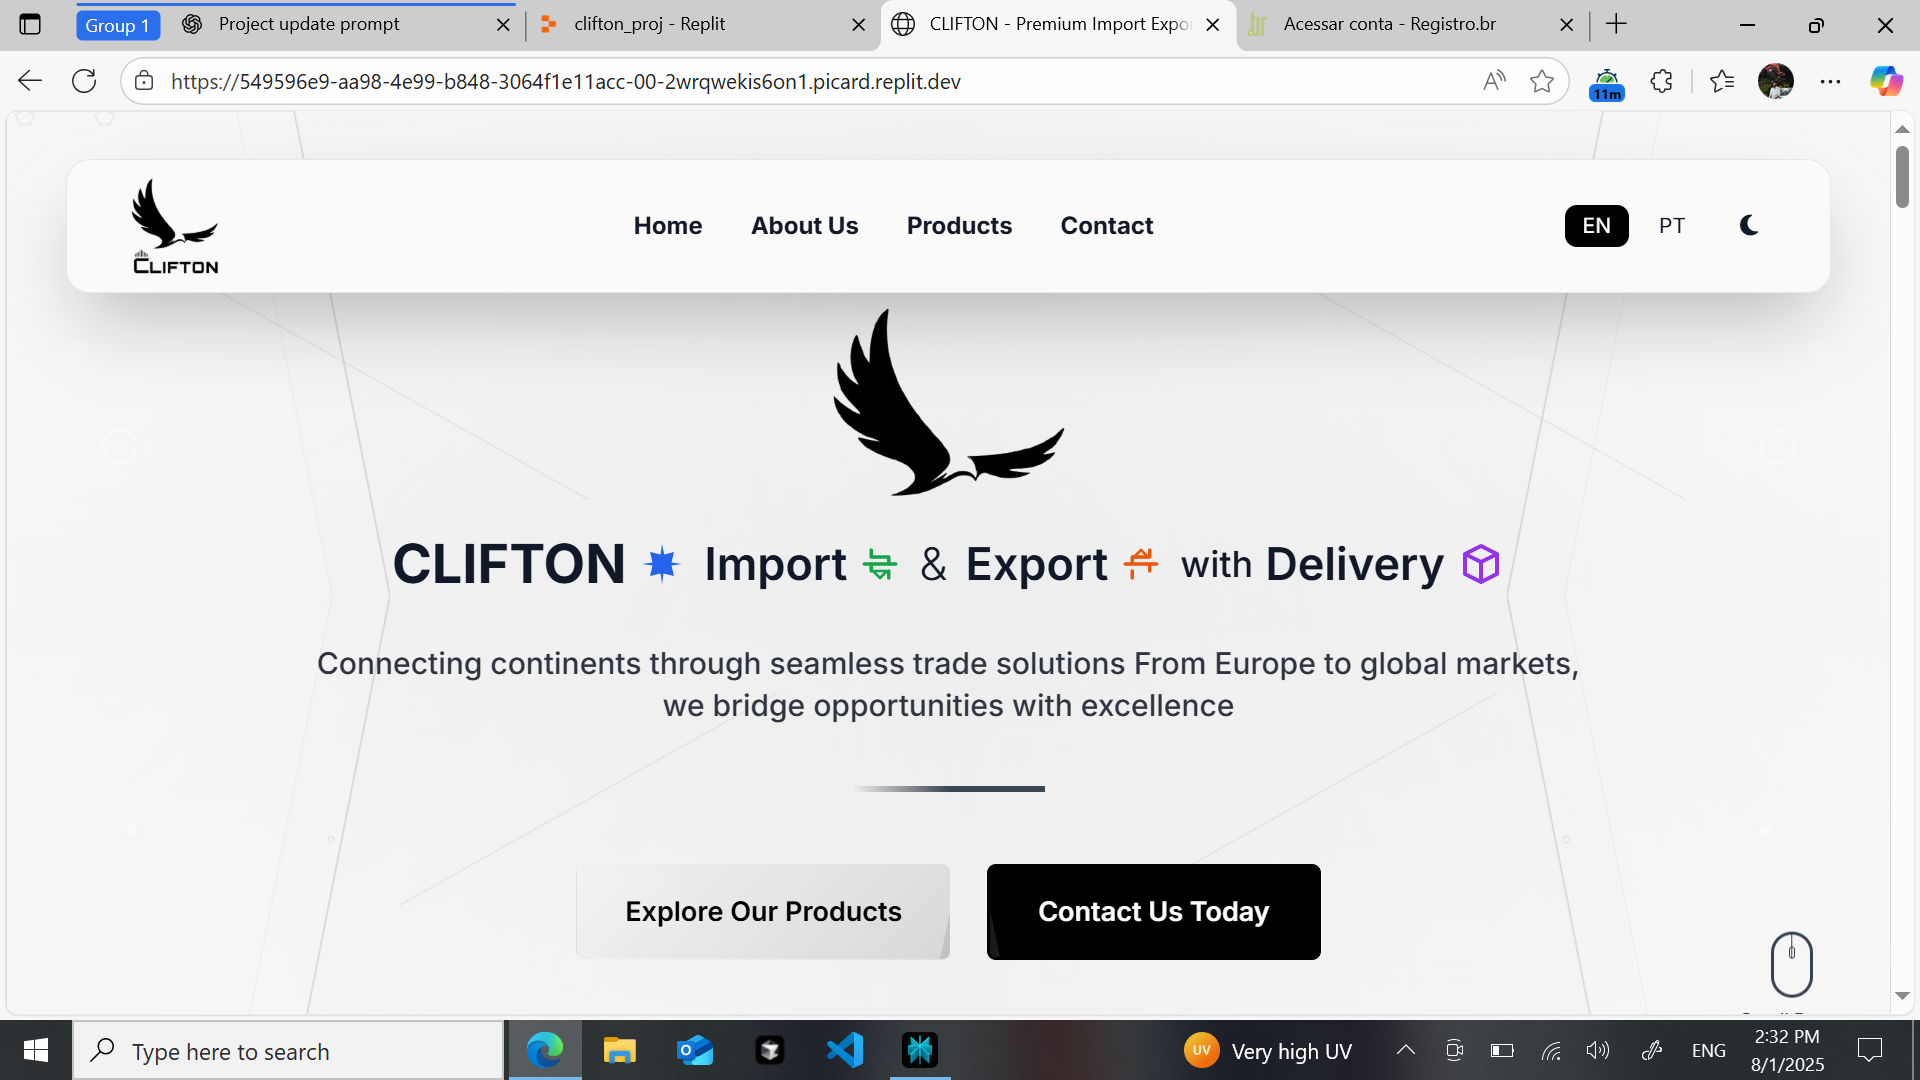 Group 1
Project update prompt
clifton_proj - Replit
CLIFTON - Premium Import Expor
Acessar conta - Registro.br
https://549596e9-aa98-4e99-b848-3064f1e11acc-00-2wrqwekis6on1.picard.replit.dev
11m
CLIFTON
Home
About Us
Products
Contact
EN
PT
CLIFTON Import & Export with Delivery
Connecting continents through seamless trade solutions From Europe to global markets,
we bridge opportunities with excellence
Explore Our Products
Contact Us Today
Type here to search
UV
Very high UV
ENG
2:32 PM
8/1/2025